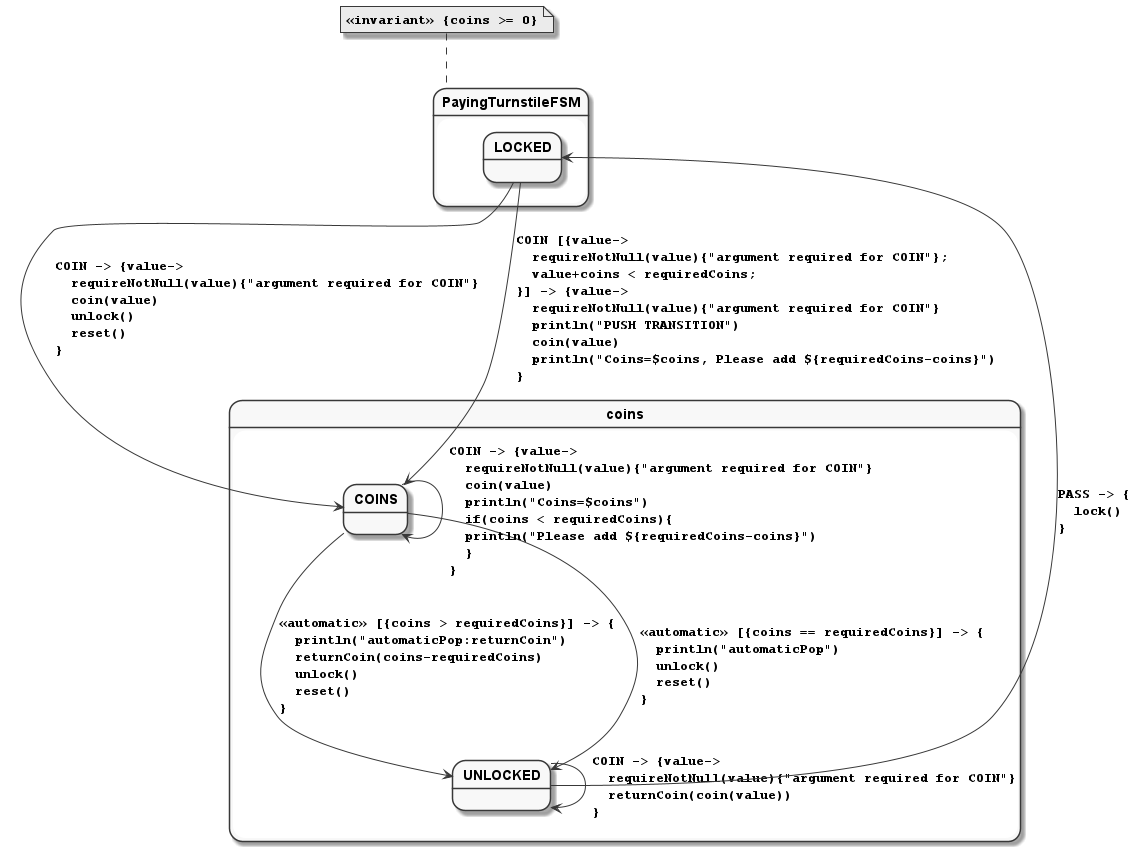 «invariant» {coins >= 0}
PayingTurnstileFSM
LOCKED
COIN [{value->
requireNotNull(value){"argument required for COIN"};
value+coins < requiredCoins;
}] -> {value->
requireNotNull(value){"argument required for COIN"}
println("PUSH TRANSITION")
coin(value)
println("Coins=$coins, Please add ${requiredCoins-coins}")
}
COIN -> {value->
requireNotNull(value){"argument required for COIN"}
coin(value)
unlock()
reset()
}
coins
COIN -> {value->
requireNotNull(value){"argument required for COIN"}
coin(value)
println("Coins=$coins")
if(coins < requiredCoins){
println("Please add ${requiredCoins-coins}")
}
}
COINS
PASS -> {
lock()
}
«automatic» [{coins > requiredCoins}] -> {
println("automaticPop:returnCoin")
returnCoin(coins-requiredCoins)
unlock()
reset()
}
«automatic» [{coins == requiredCoins}] -> {
println("automaticPop")
unlock()
reset()
}
UNLOCKED
COIN -> {value->
requireNotNull(value){"argument required for COIN"}
returnCoin(coin(value))
}